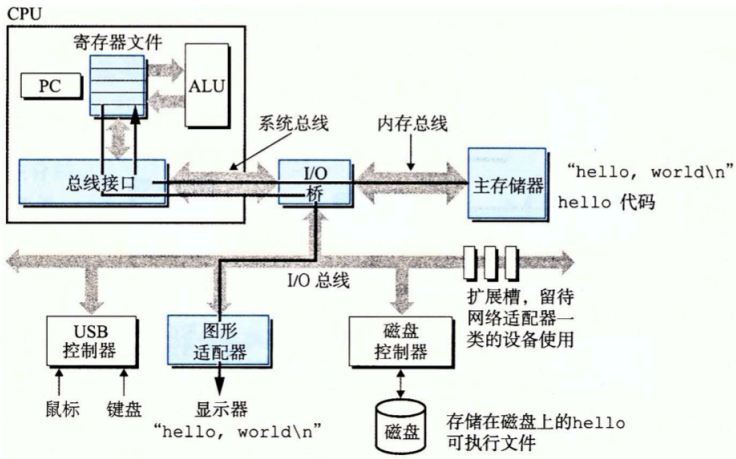 CPU
寄存器文件
PC
ALU
系统总线
内存总线
总线接口
I/O
桥
主存储器
“hello, world\n”
hello 代码
I/O 总线
扩展槽,留待
网络适配器一
类的设备使用
USB
控制器
图形
适配器
磁盘
控制器
鼠标
键盘
显示器
“hello, world\n”
磁盘
存储在磁盘上的hello
可执行文件